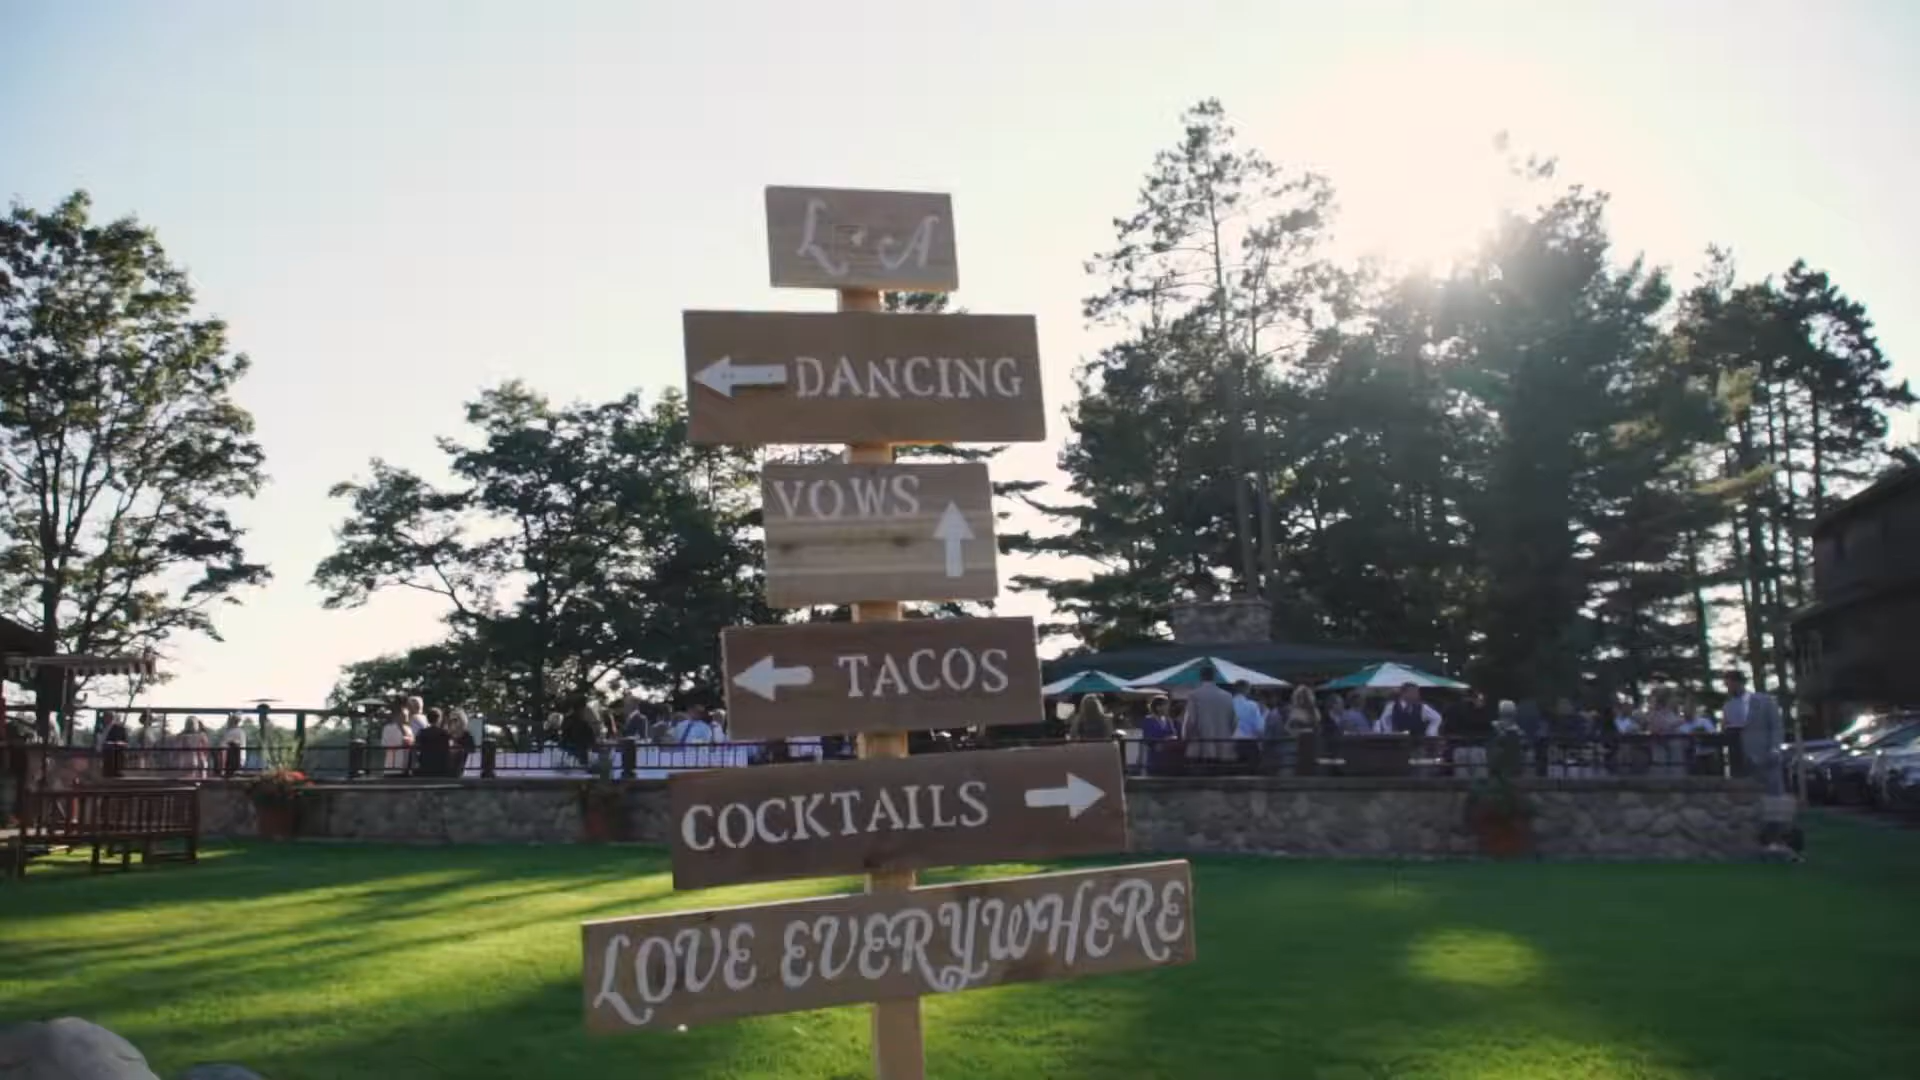 L & A
DANCING
VOWS
TACOS
COCKTAILS
LOVE EVERYWHERE